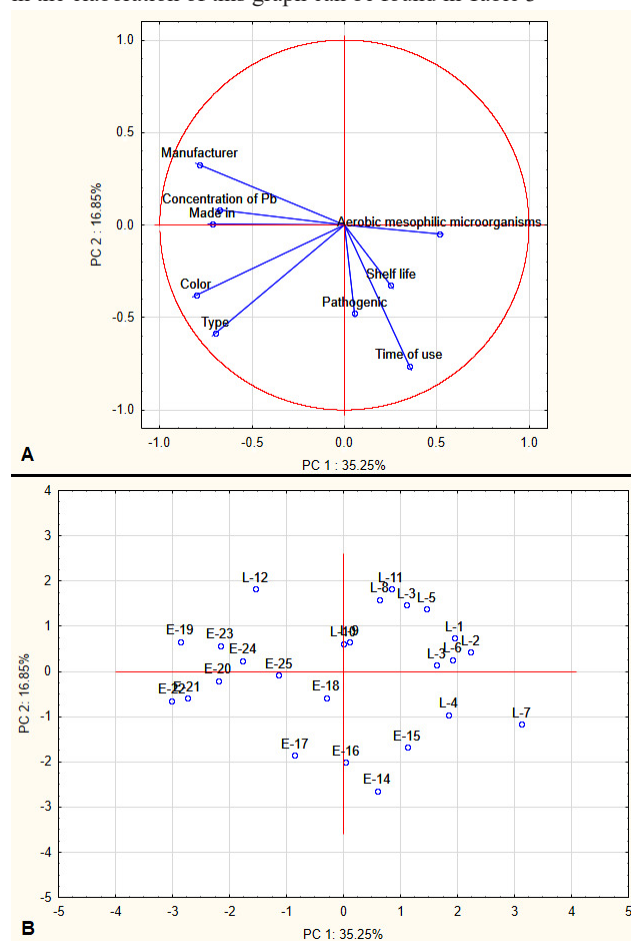 in the elaboration of this graph can be found in Table 3
1.0
0.5
0.0
-0.5
-1.0
PC 2 : 16.85%
Manufacturer
Concentration of Pb
Made in
Aerobic mesophilic microorganisms
Color
Shelf life
Pathogenic
Type
Time of use
-1.0 -0.5 0.0 0.5 1.0
PC 1 : 35.25%
A
4
3
2
1
0
-1
-2
-3
-4
-5
PC 2: 16.85%
L-12
L-11
L-8
L-3
L-5
E-19
E-23
L-10
L-9
L-1
L-6
L-2
E-24
L-3
E-20
E-25
E-22
E-21
E-18
L-4
L-7
E-17
E-16
E-15
E-14
-5 -4 -3 -2 -1 0 1 2 3 4 5
PC 1: 35.25%
B